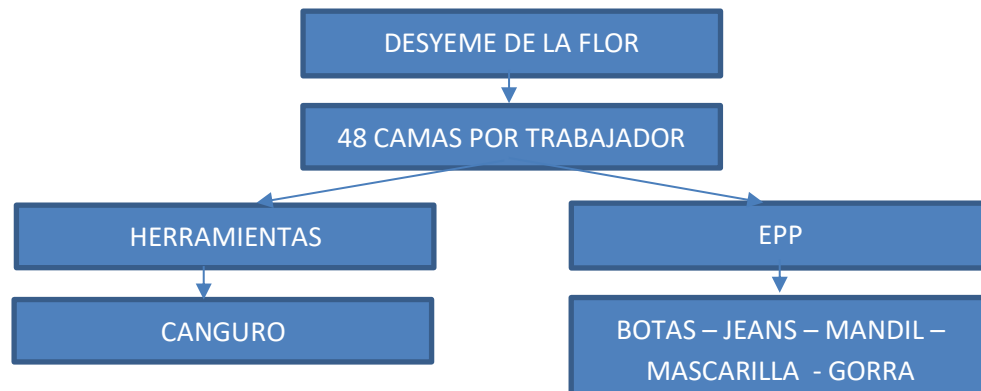 DESYEME DE LA FLOR
48 CAMAS POR TRABAJADOR
HERRAMIENTAS
EPP
CANGURO
BOTAS – JEANS – MANDIL –
MASCARILLA - GORRA